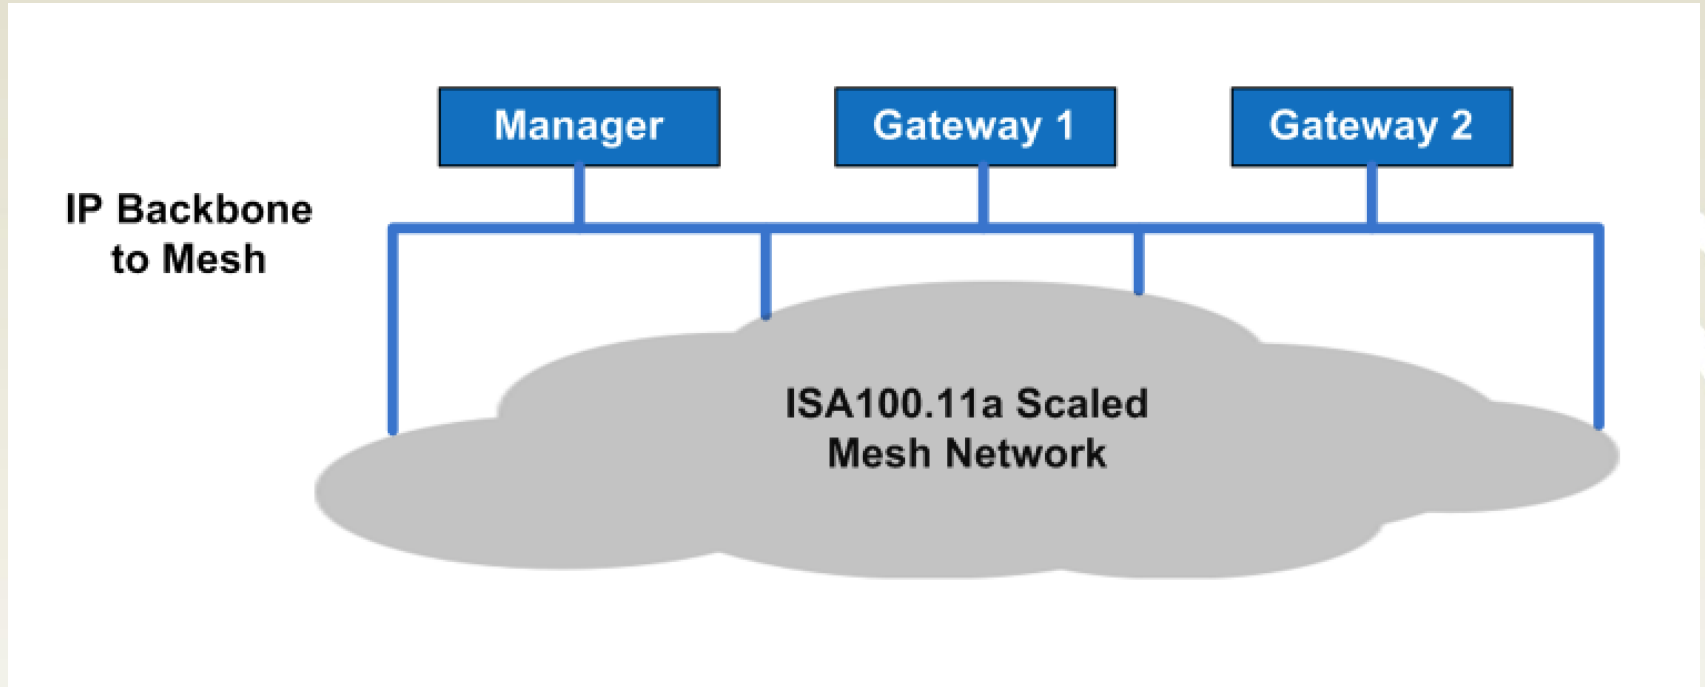 Manager
Gateway 1
Gateway 2
IP Backbone
to Mesh
ISA100.11a Scaled
Mesh Network